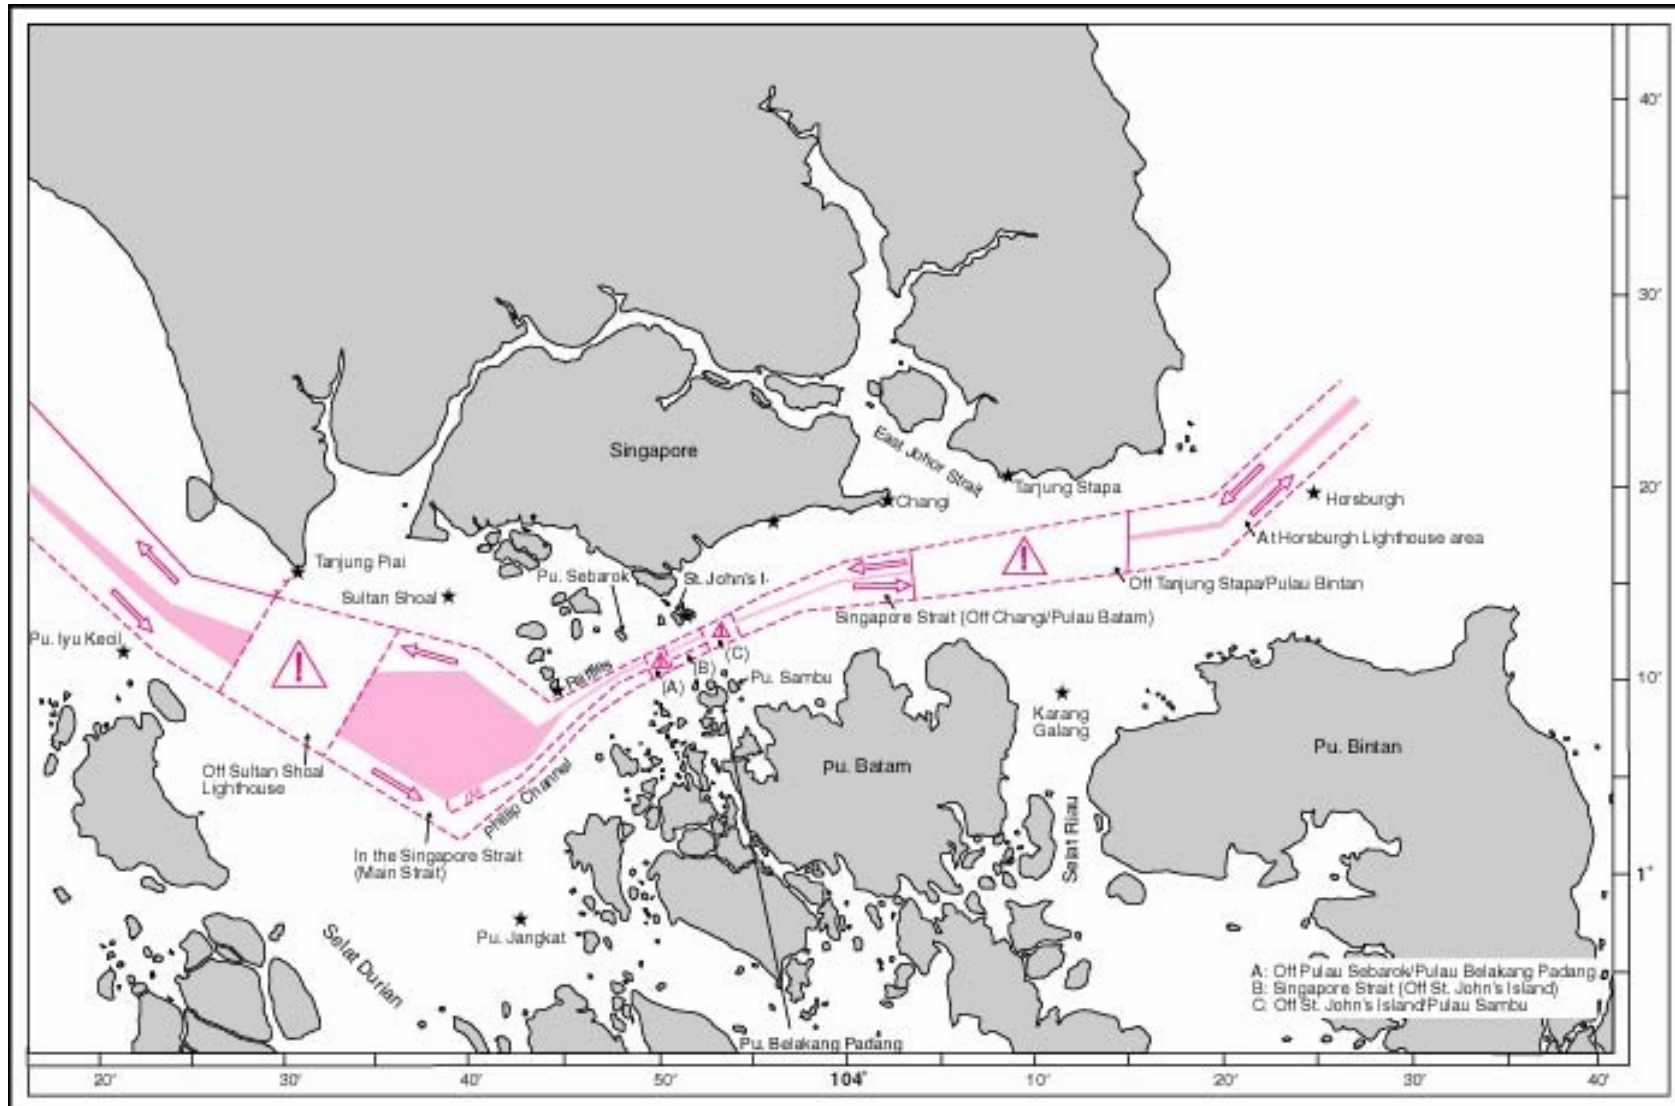 40'
30'
Singapore
East Johor Strait
Tanjung Stapa
Changi
20'
Horsburgh
At Horsburgh Lighthouse area
Tanjung Piai
Pu. Sebarok
St. John's I.
Off Tanjung Stapa/Pulau Bintan
Sultan Shoal
Singapore Strait (Off Changi/Pulau Batam)
Pu. Iyu Kecil
Raffles
(C)
(B)
(A)
Pu. Sambu
10'
Karang
Galang
Pu. Bintan
Off Sultan Shoal
Lighthouse
Pu. Batam
Philip Channel
In the Singapore Strait
(Main Strait)
Selat Riau
1°
Pu. Jangkat
Selat Durian
A: Off Pulau Sebarok/Pulau Belakang Padang
B: Singapore Strait (Off St. John's Island)
C: Off St. John's Island/Pulau Sambu
Pu. Belakang Padang
20' 30' 40' 50' 104° 10' 20' 30' 40'